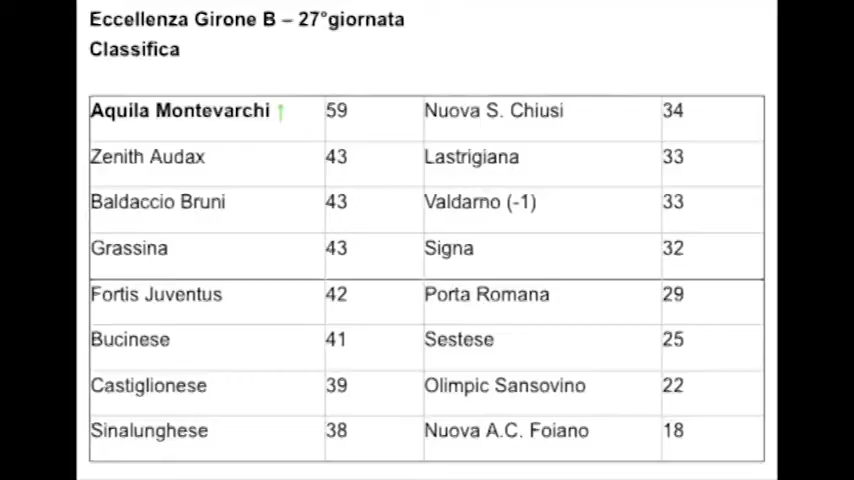 Eccellenza Girone B – 27°giornata
Classifica
Aquila Montevarchi ↑ 59 Nuova S. Chiusi 34
Zenith Audax 43 Lastrigiana 33
Baldaccio Bruni 43 Valdarno (-1) 33
Grassina 43 Signa 32
Fortis Juventus 42 Porta Romana 29
Bucinese 41 Sestese 25
Castiglionese 39 Olimpic Sansovino 22
Sinalunghese 38 Nuova A.C. Foiano 18